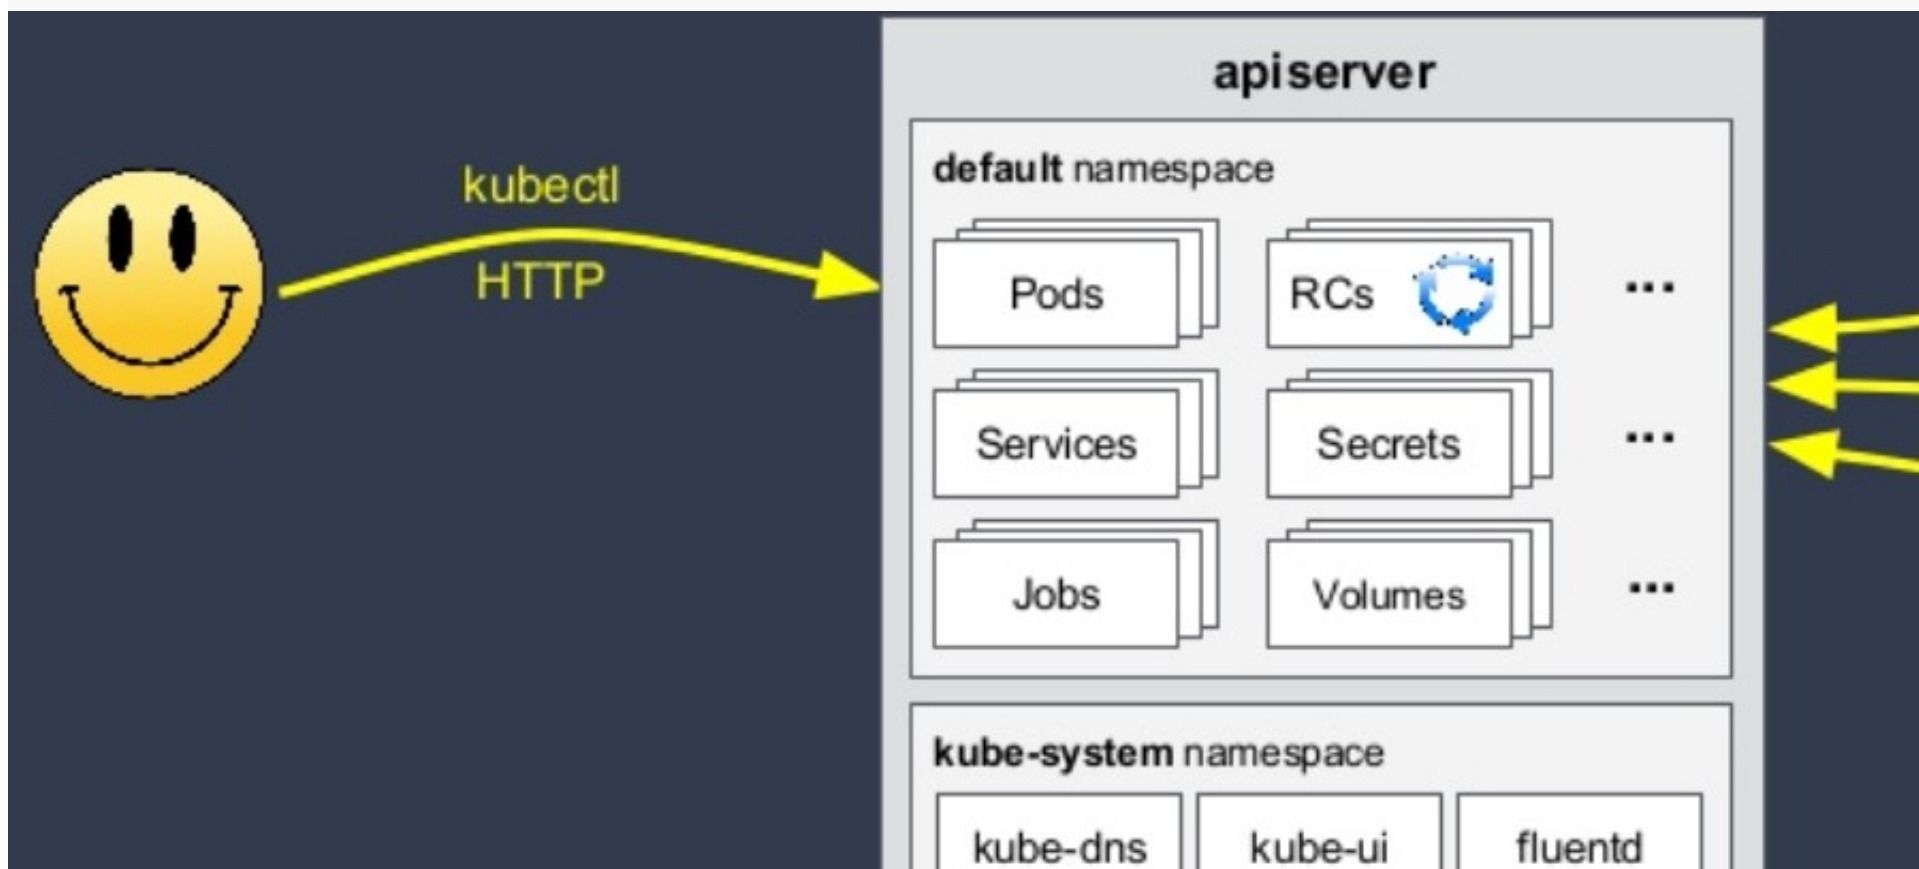 apiserver
default namespace
kubectl
HTTP
Pods
RCs
...
Services
Secrets
...
Jobs
Volumes
...
kube-system namespace
kube-dns
kube-ui
fluentd